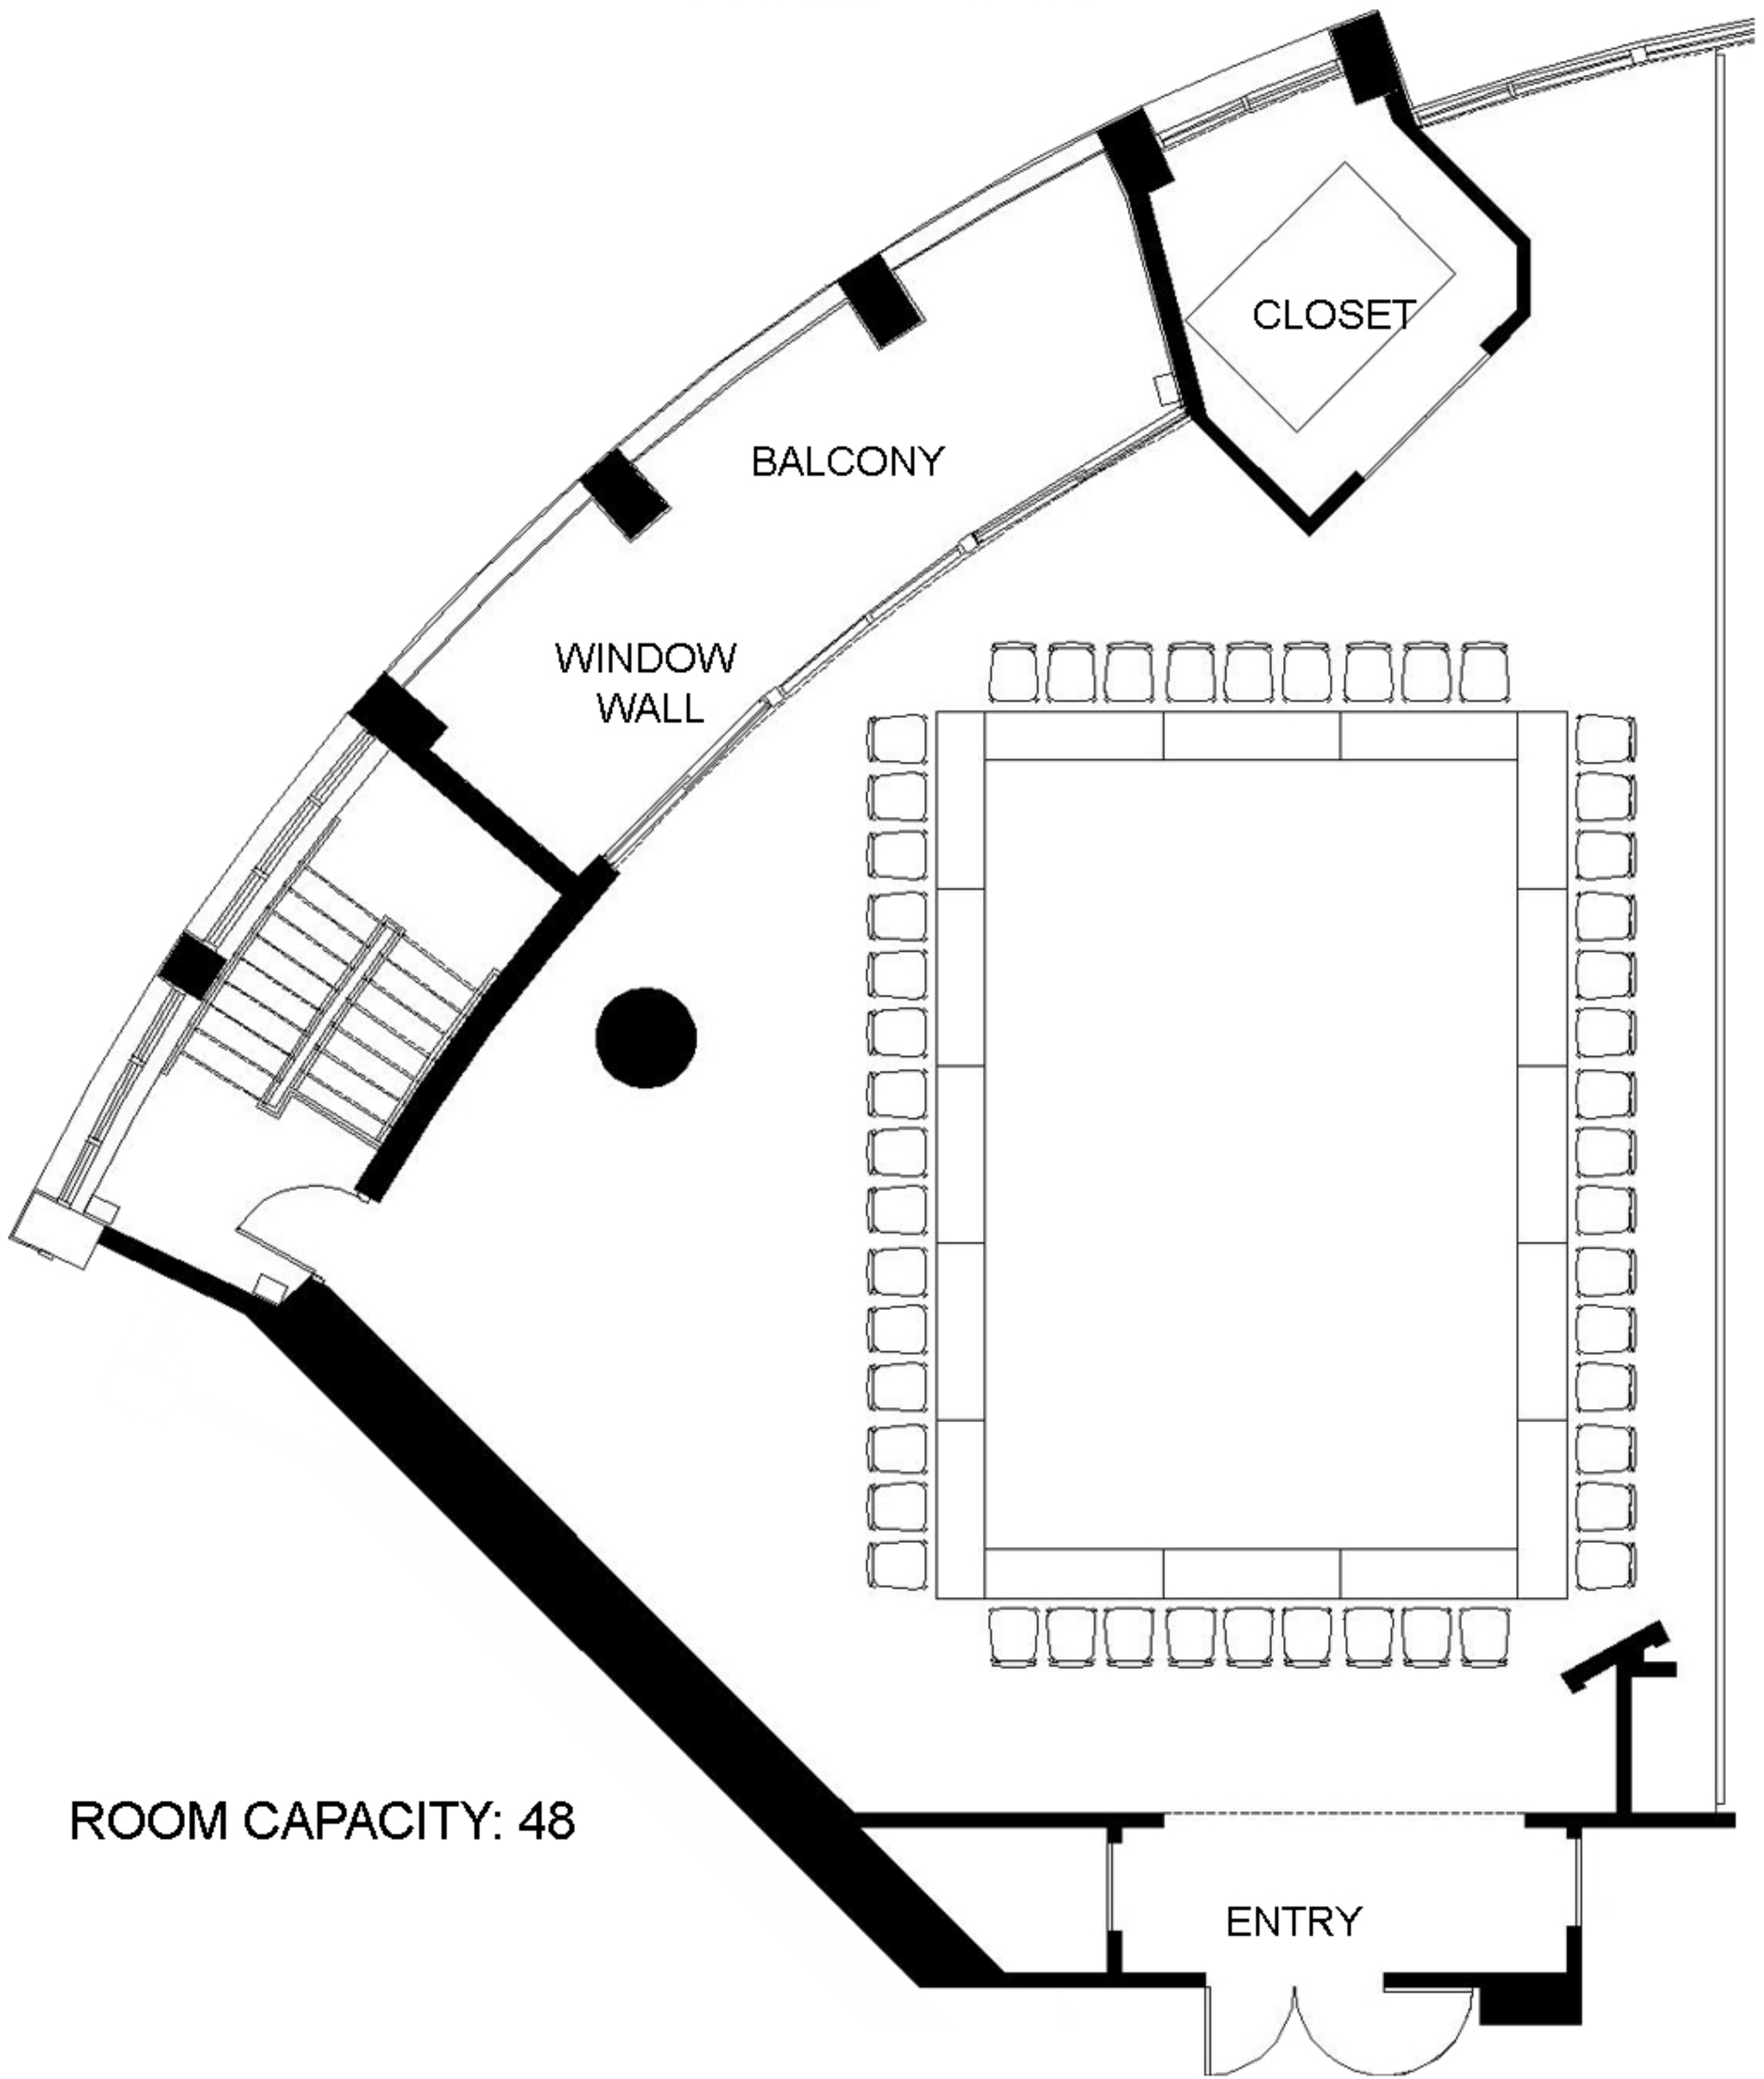 CLOSET
BALCONY
WINDOW
WALL
ROOM CAPACITY: 48
ENTRY